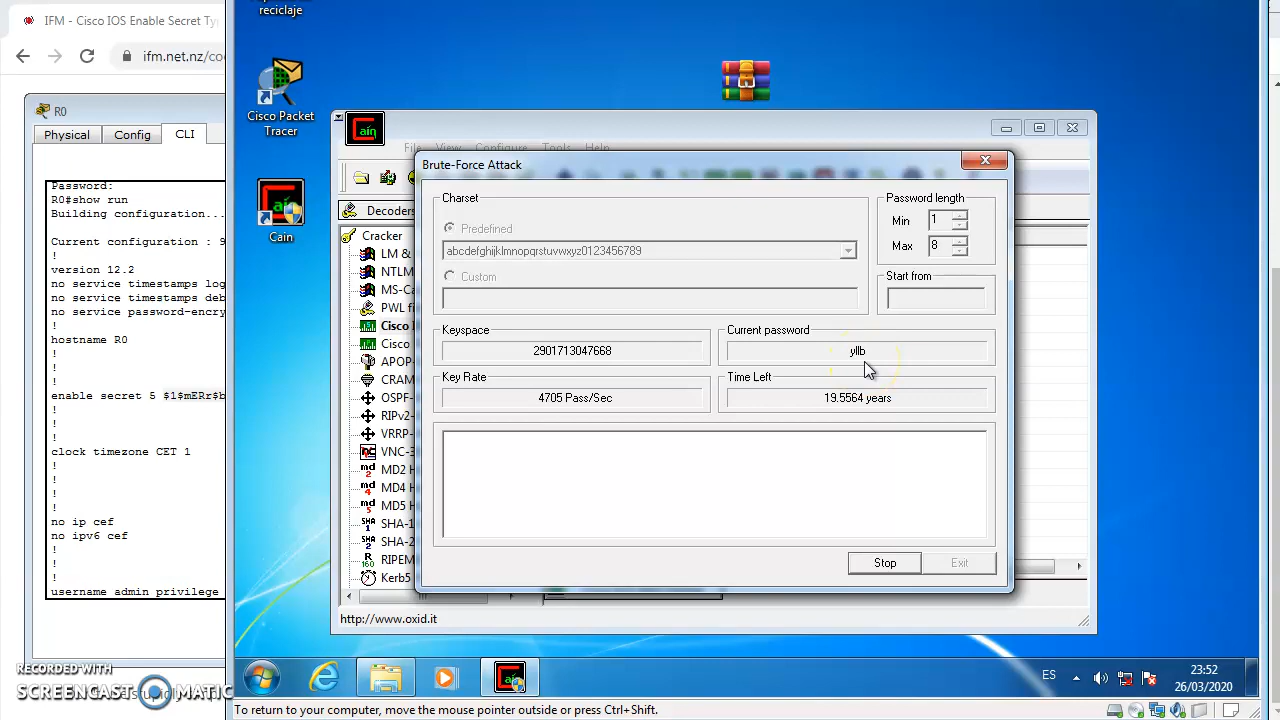 IFM - Cisco IOS Enable Secret Ty
reciclaje
ifm.net.nz/co
Cisco Packet
Tracer
R0
Physical
Config
CLI
Password:
R0#show run
Building configuration...
Current configuration : 9
version 12.2
no service timestamps log
no service timestamps deb
no service password-encry
!
hostname R0
!
!
!
enable secret 5 $1$mERr$h
!
!
!
clock timezone CET 1
!
!
!
!
no ip cef
no ipv6 cef
!
!
!
username admin privilege
Cain
Cain
File View Configure Tools Help
Decoders
Cracker
LM &
NTLM
MS-Ca
PWL fi
Cisco I
Cisco
APOP-
CRAM
OSPF-
RIPv2-
VRRP-
VNC-3
MD2 H
MD4 H
MD5 H
SHA-1
SHA-2
RIPEM
Kerb5
http://www.oxid.it
Brute-Force Attack
Charset
Predefined
abcdefghijklmnopqrstuvwxyz0123456789
Custom
Password length
Min 1
Max 8
Start from
Keyspace
2901713047668
Current password
yllb
Key Rate
4705 Pass/Sec
Time Left
19.5564 years
Stop
Exit
RECORDED WITH
SCREENCAST MATIC
ES
23:52
26/03/2020
To return to your computer, move the mouse pointer outside or press Ctrl+Shift.